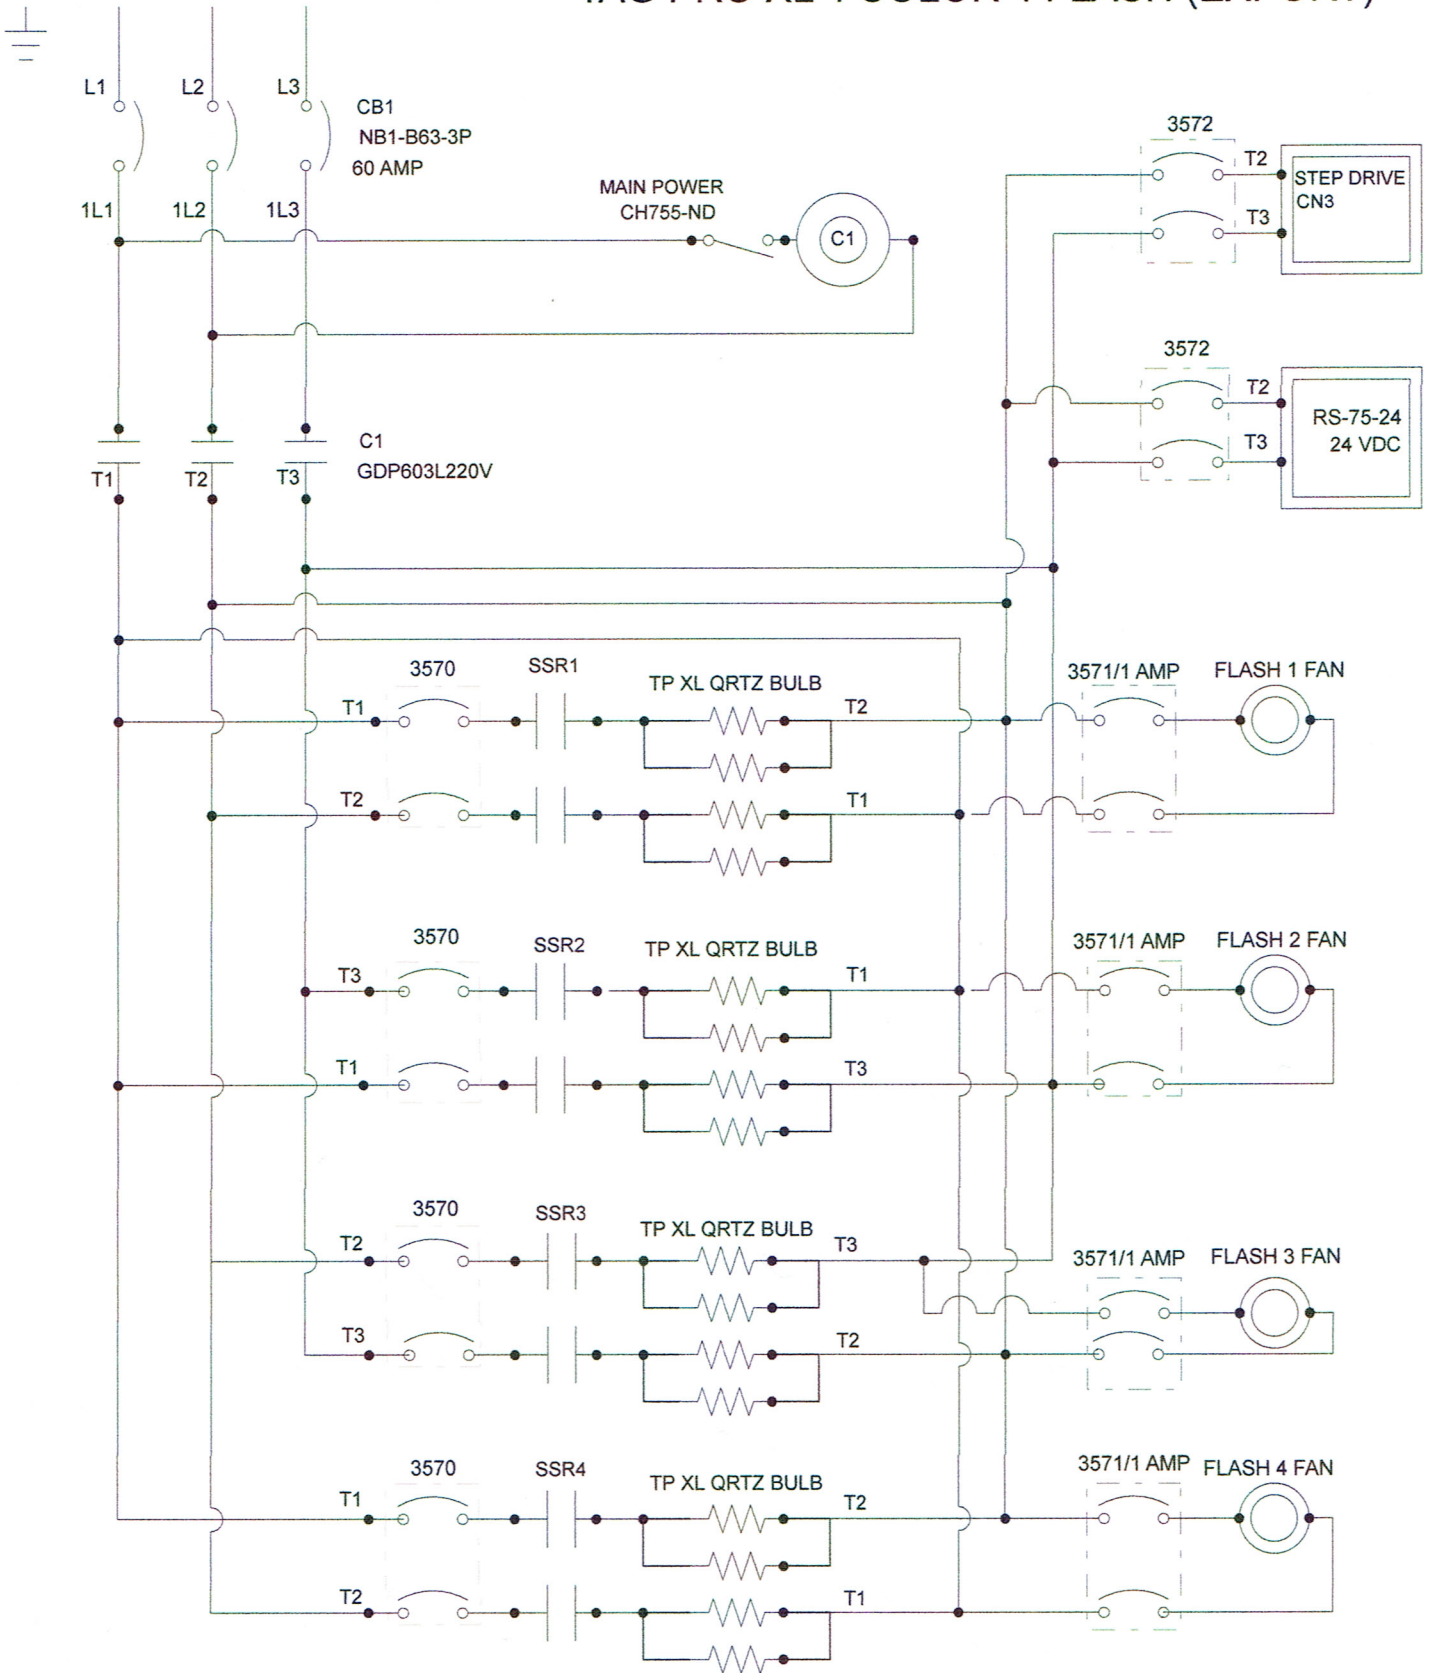 L1
L2
L3
CB1
NB1-B63-3P
60 AMP
1L1
1L2
1L3
MAIN POWER
CH755-ND
C1
3572
T2
T3
STEP DRIVE
CN3
3572
T2
T3
RS-75-24
24 VDC
T1
T2
T3
C1
GDP603L220V
3570
SSR1
TP XL QRTZ BULB
3571/1 AMP
FLASH 1 FAN
T1
T2
T2
T1
3570
SSR2
TP XL QRTZ BULB
3571/1 AMP
FLASH 2 FAN
T3
T1
T1
T3
3570
SSR3
TP XL QRTZ BULB
3571/1 AMP
FLASH 3 FAN
T2
T3
T3
T2
3570
SSR4
TP XL QRTZ BULB
3571/1 AMP
FLASH 4 FAN
T1
T2
T2
T1